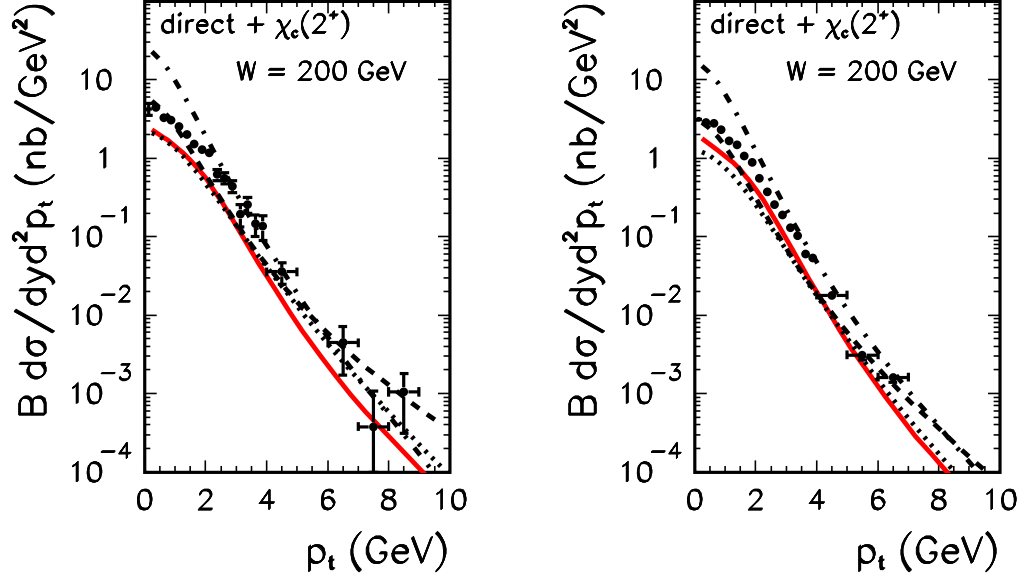 direct + χc(2⁺)
W = 200 GeV
B dσ/dyd²pt (nb/GeV²)
10
1
10⁻¹
10⁻²
10⁻³
10⁻⁴
0 2 4 6 8 10
pt (GeV)
direct + χc(2⁺)
W = 200 GeV
B dσ/dyd²pt (nb/GeV²)
10
1
10⁻¹
10⁻²
10⁻³
10⁻⁴
0 2 4 6 8 10
pt (GeV)